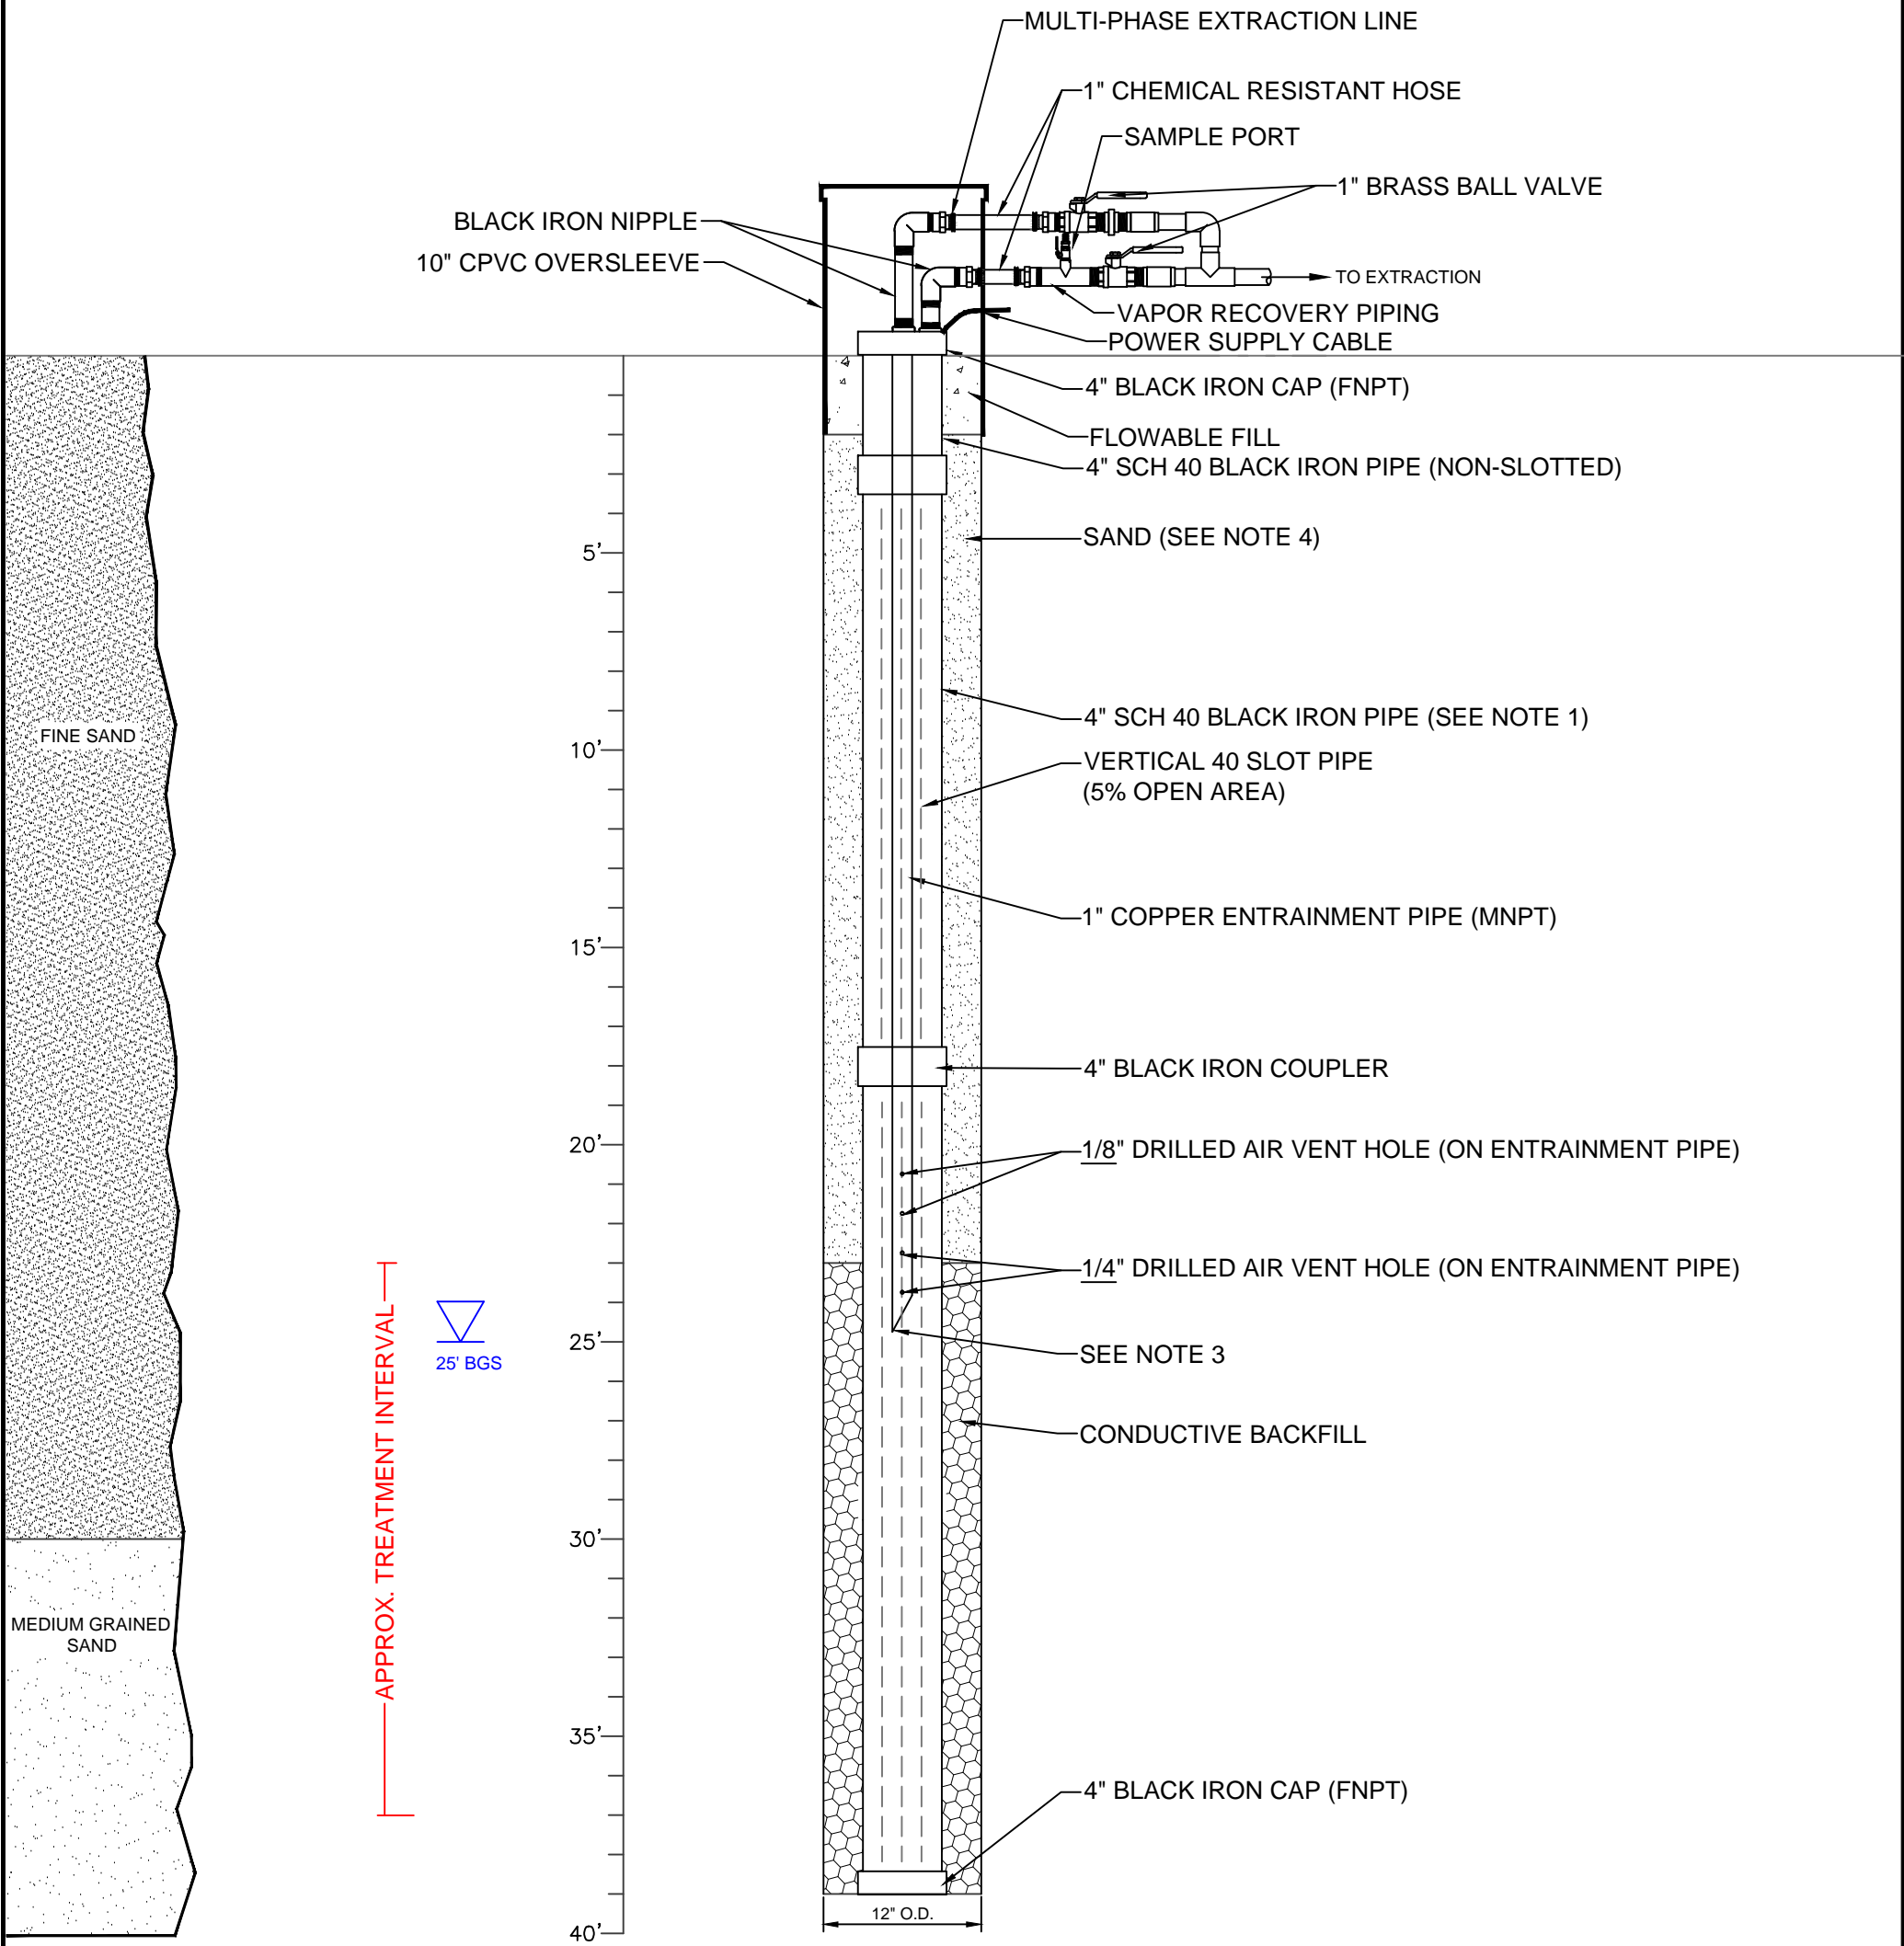 MULTI-PHASE EXTRACTION LINE
1" CHEMICAL RESISTANT HOSE
SAMPLE PORT
1" BRASS BALL VALVE
BLACK IRON NIPPLE
10" CPVC OVERSLEEVE
TO EXTRACTION
VAPOR RECOVERY PIPING
POWER SUPPLY CABLE
4" BLACK IRON CAP (FNPT)
FLOWABLE FILL
4" SCH 40 BLACK IRON PIPE (NON-SLOTTED)
SAND (SEE NOTE 4)
5'
4" SCH 40 BLACK IRON PIPE (SEE NOTE 1)
FINE SAND
10'
VERTICAL 40 SLOT PIPE
(5% OPEN AREA)
1" COPPER ENTRAINMENT PIPE (MNPT)
15'
4" BLACK IRON COUPLER
20'
1/8" DRILLED AIR VENT HOLE (ON ENTRAINMENT PIPE)
1/4" DRILLED AIR VENT HOLE (ON ENTRAINMENT PIPE)
25'
25' BGS
SEE NOTE 3
CONDUCTIVE BACKFILL
APPROX. TREATMENT INTERVAL
30'
MEDIUM GRAINED
SAND
35'
4" BLACK IRON CAP (FNPT)
12" O.D.
40'